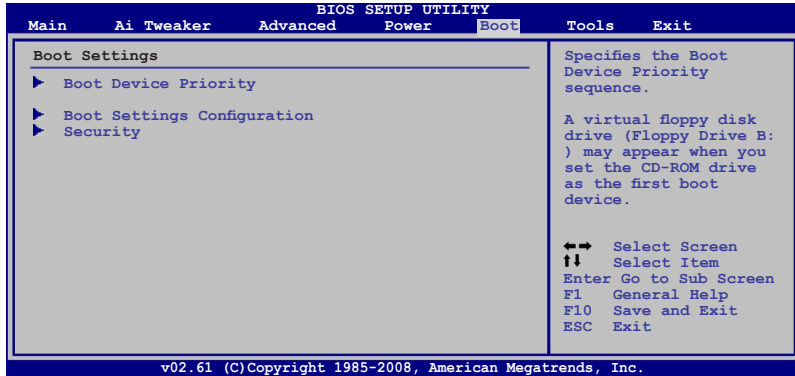 BIOS SETUP UTILITY
Main Ai Tweaker Advanced Power Boot Tools Exit
Boot Settings
Boot Device Priority
Boot Settings Configuration
Security
Specifies the Boot
Device Priority
sequence.
A virtual floppy disk
drive (Floppy Drive B:
) may appear when you
set the CD-ROM drive
as the first boot
device.
←→ Select Screen
↑↓ Select Item
Enter Go to Sub Screen
F1 General Help
F10 Save and Exit
ESC Exit
v02.61 (C)Copyright 1985-2008, American Megatrends, Inc.